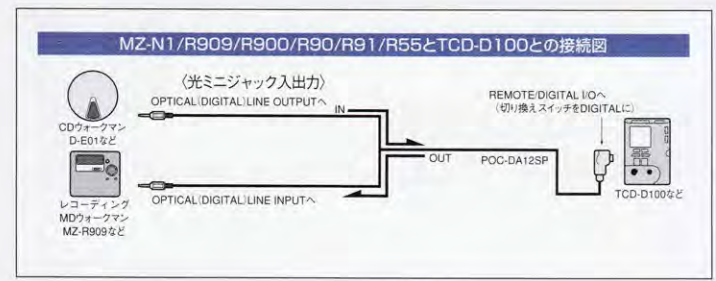 MZ-N1/R909/R900/R90/R91/R55とTCD-D100との接続図
〈光ミニジャック入出力〉
OPTICAL(DIGITAL)LINE OUTPUTへ
IN
CDウォークマン
D-E01など
REMOTE/DIGITAL I/Oへ
(切り換えスイッチをDIGITALに)
OUT
POC-DA12SP
OPTICAL(DIGITAL)LINE INPUTへ
レコーディング
MDウォークマン
MZ-R909など
TCD-D100など